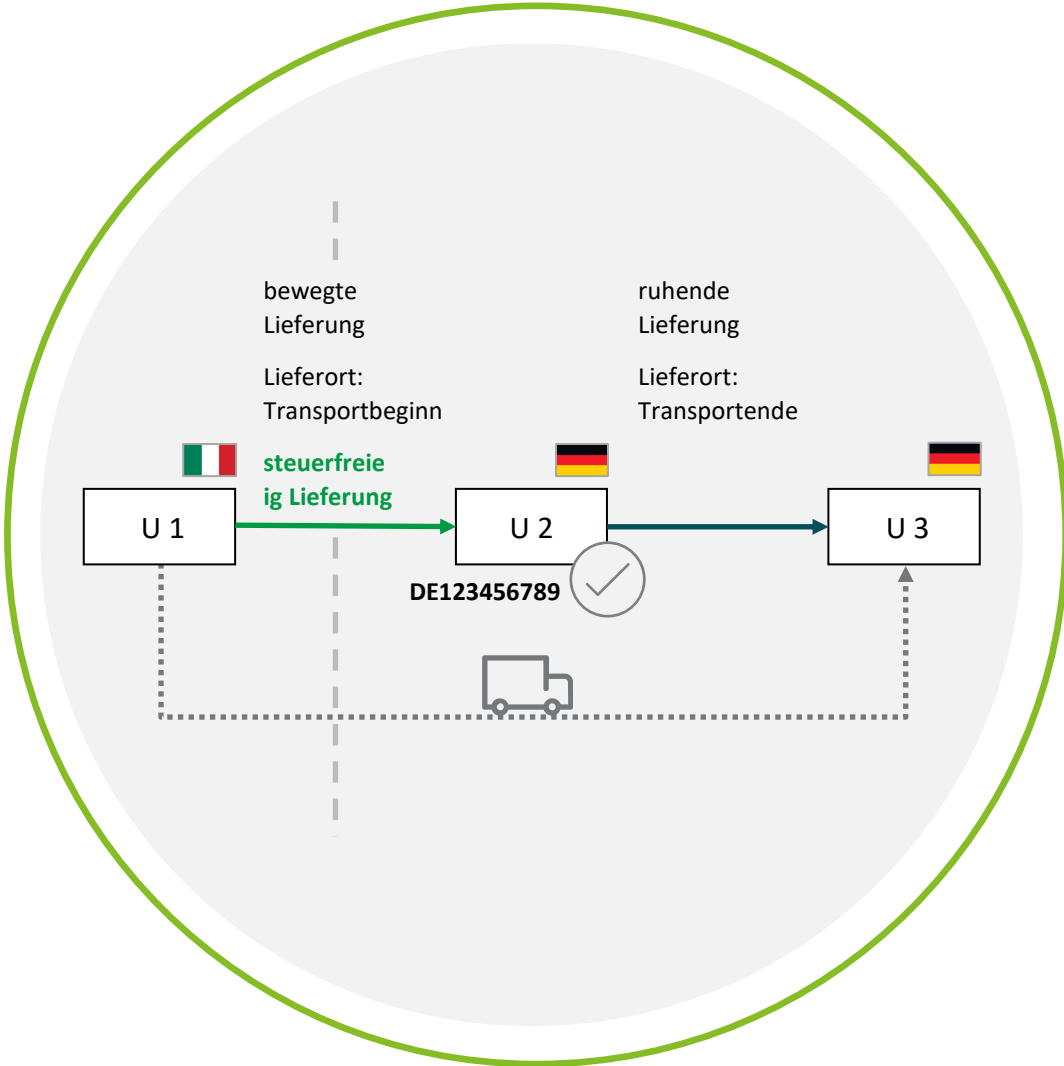 bewegte
Lieferung
Lieferort:
Transportbeginn
steuerfreie
ig Lieferung
ruhende
Lieferung
Lieferort:
Transportende
U 1
U 2
U 3
DE123456789